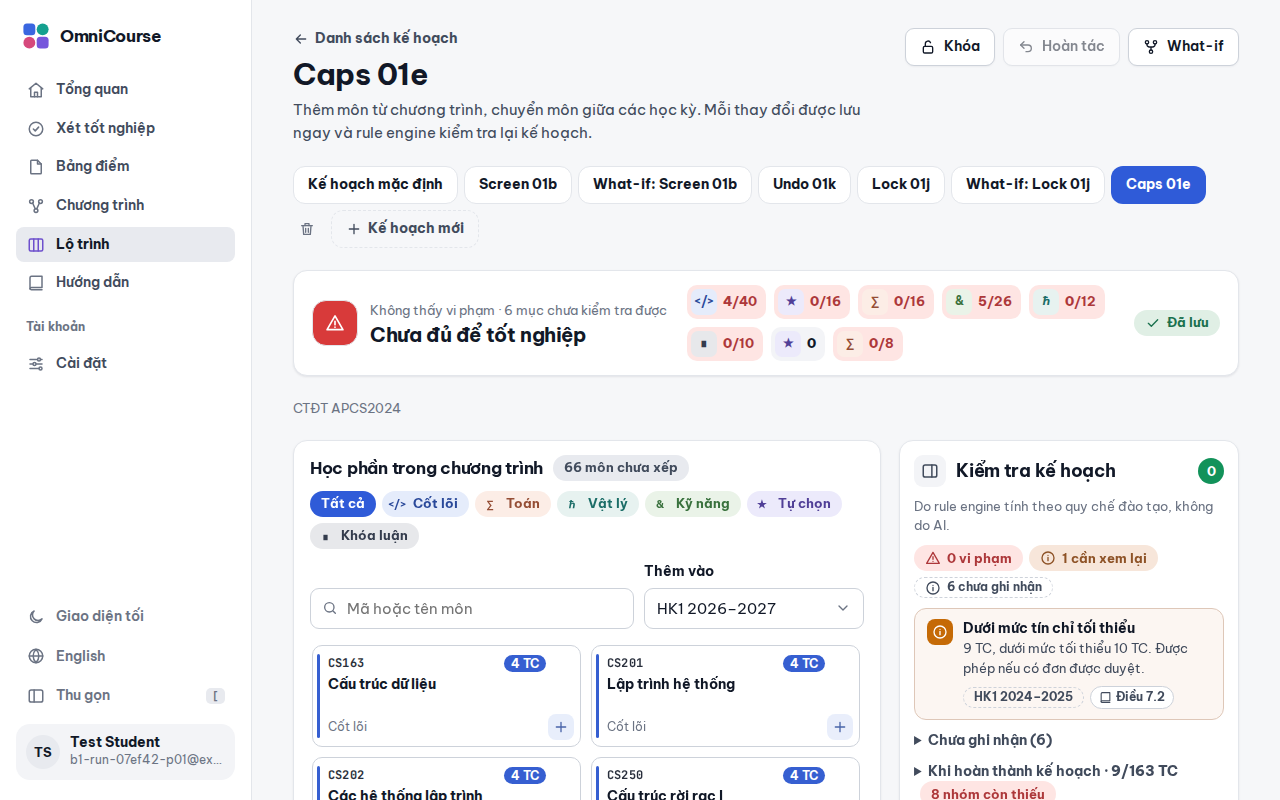 OmniCourse
Tổng quan
Xét tốt nghiệp
Bảng điểm
Chương trình
Lộ trình
Hướng dẫn
Tài khoản
Cài đặt
Giao diện tối
English
Thu gọn
[
TS
Test Student
b1-run-07ef42-p01@ex...
Danh sách kế hoạch
Caps 01e
Thêm môn từ chương trình, chuyển môn giữa các học kỳ. Mỗi thay đổi được lưu
ngay và rule engine kiểm tra lại kế hoạch.
Khóa
Hoàn tác
What-if
Kế hoạch mặc định
Screen 01b
What-if: Screen 01b
Undo 01k
Lock 01j
What-if: Lock 01j
Caps 01e
Kế hoạch mới
Không thấy vi phạm · 6 mục chưa kiểm tra được
Chưa đủ để tốt nghiệp
</> 4/40
★ 0/16
∑ 0/16
& 5/26
ħ 0/12
∎ 0/10
★ 0
∑ 0/8
Đã lưu
CTĐT APCS2024
Học phần trong chương trình
66 môn chưa xếp
Tất cả
</> Cốt lõi
∑ Toán
ħ Vật lý
& Kỹ năng
★ Tự chọn
∎ Khóa luận
Thêm vào
Mã hoặc tên môn
HK1 2026–2027
CS163
4 TC
Cấu trúc dữ liệu
Cốt lõi
CS201
4 TC
Lập trình hệ thống
Cốt lõi
CS202
4 TC
Các hệ thống lập trình
CS250
4 TC
Cấu trúc rời rạc I
Kiểm tra kế hoạch
0
Do rule engine tính theo quy chế đào tạo, không
do AI.
0 vi phạm
1 cần xem lại
6 chưa ghi nhận
Dưới mức tín chỉ tối thiểu
9 TC, dưới mức tối thiểu 10 TC. Được
phép nếu có đơn được duyệt.
HK1 2024–2025
Điều 7.2
Chưa ghi nhận (6)
Khi hoàn thành kế hoạch · 9/163 TC
8 nhóm còn thiếu